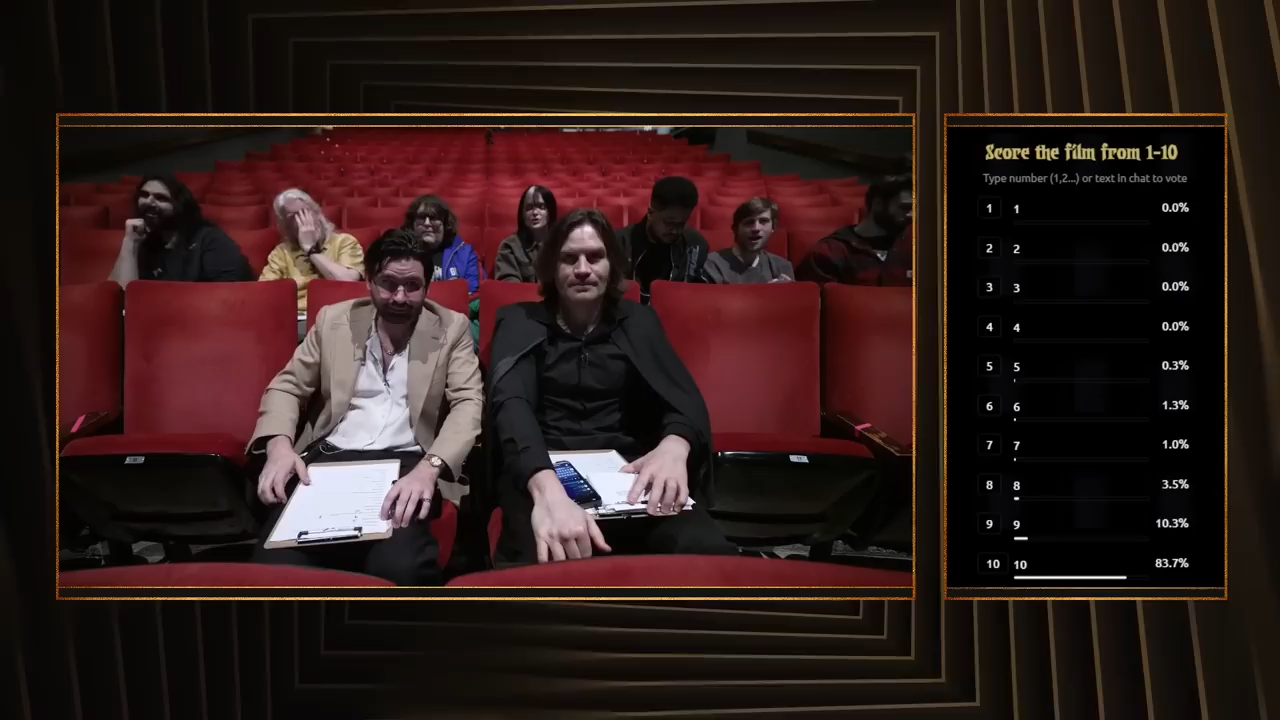 Score the film from 1-10
Type number (1,2...) or text in chat to vote
1 1 0.0%
2 2 0.0%
3 3 0.0%
4 4 0.0%
5 5 0.3%
6 6 1.3%
7 7 1.0%
8 8 3.5%
9 9 10.3%
10 10 83.7%